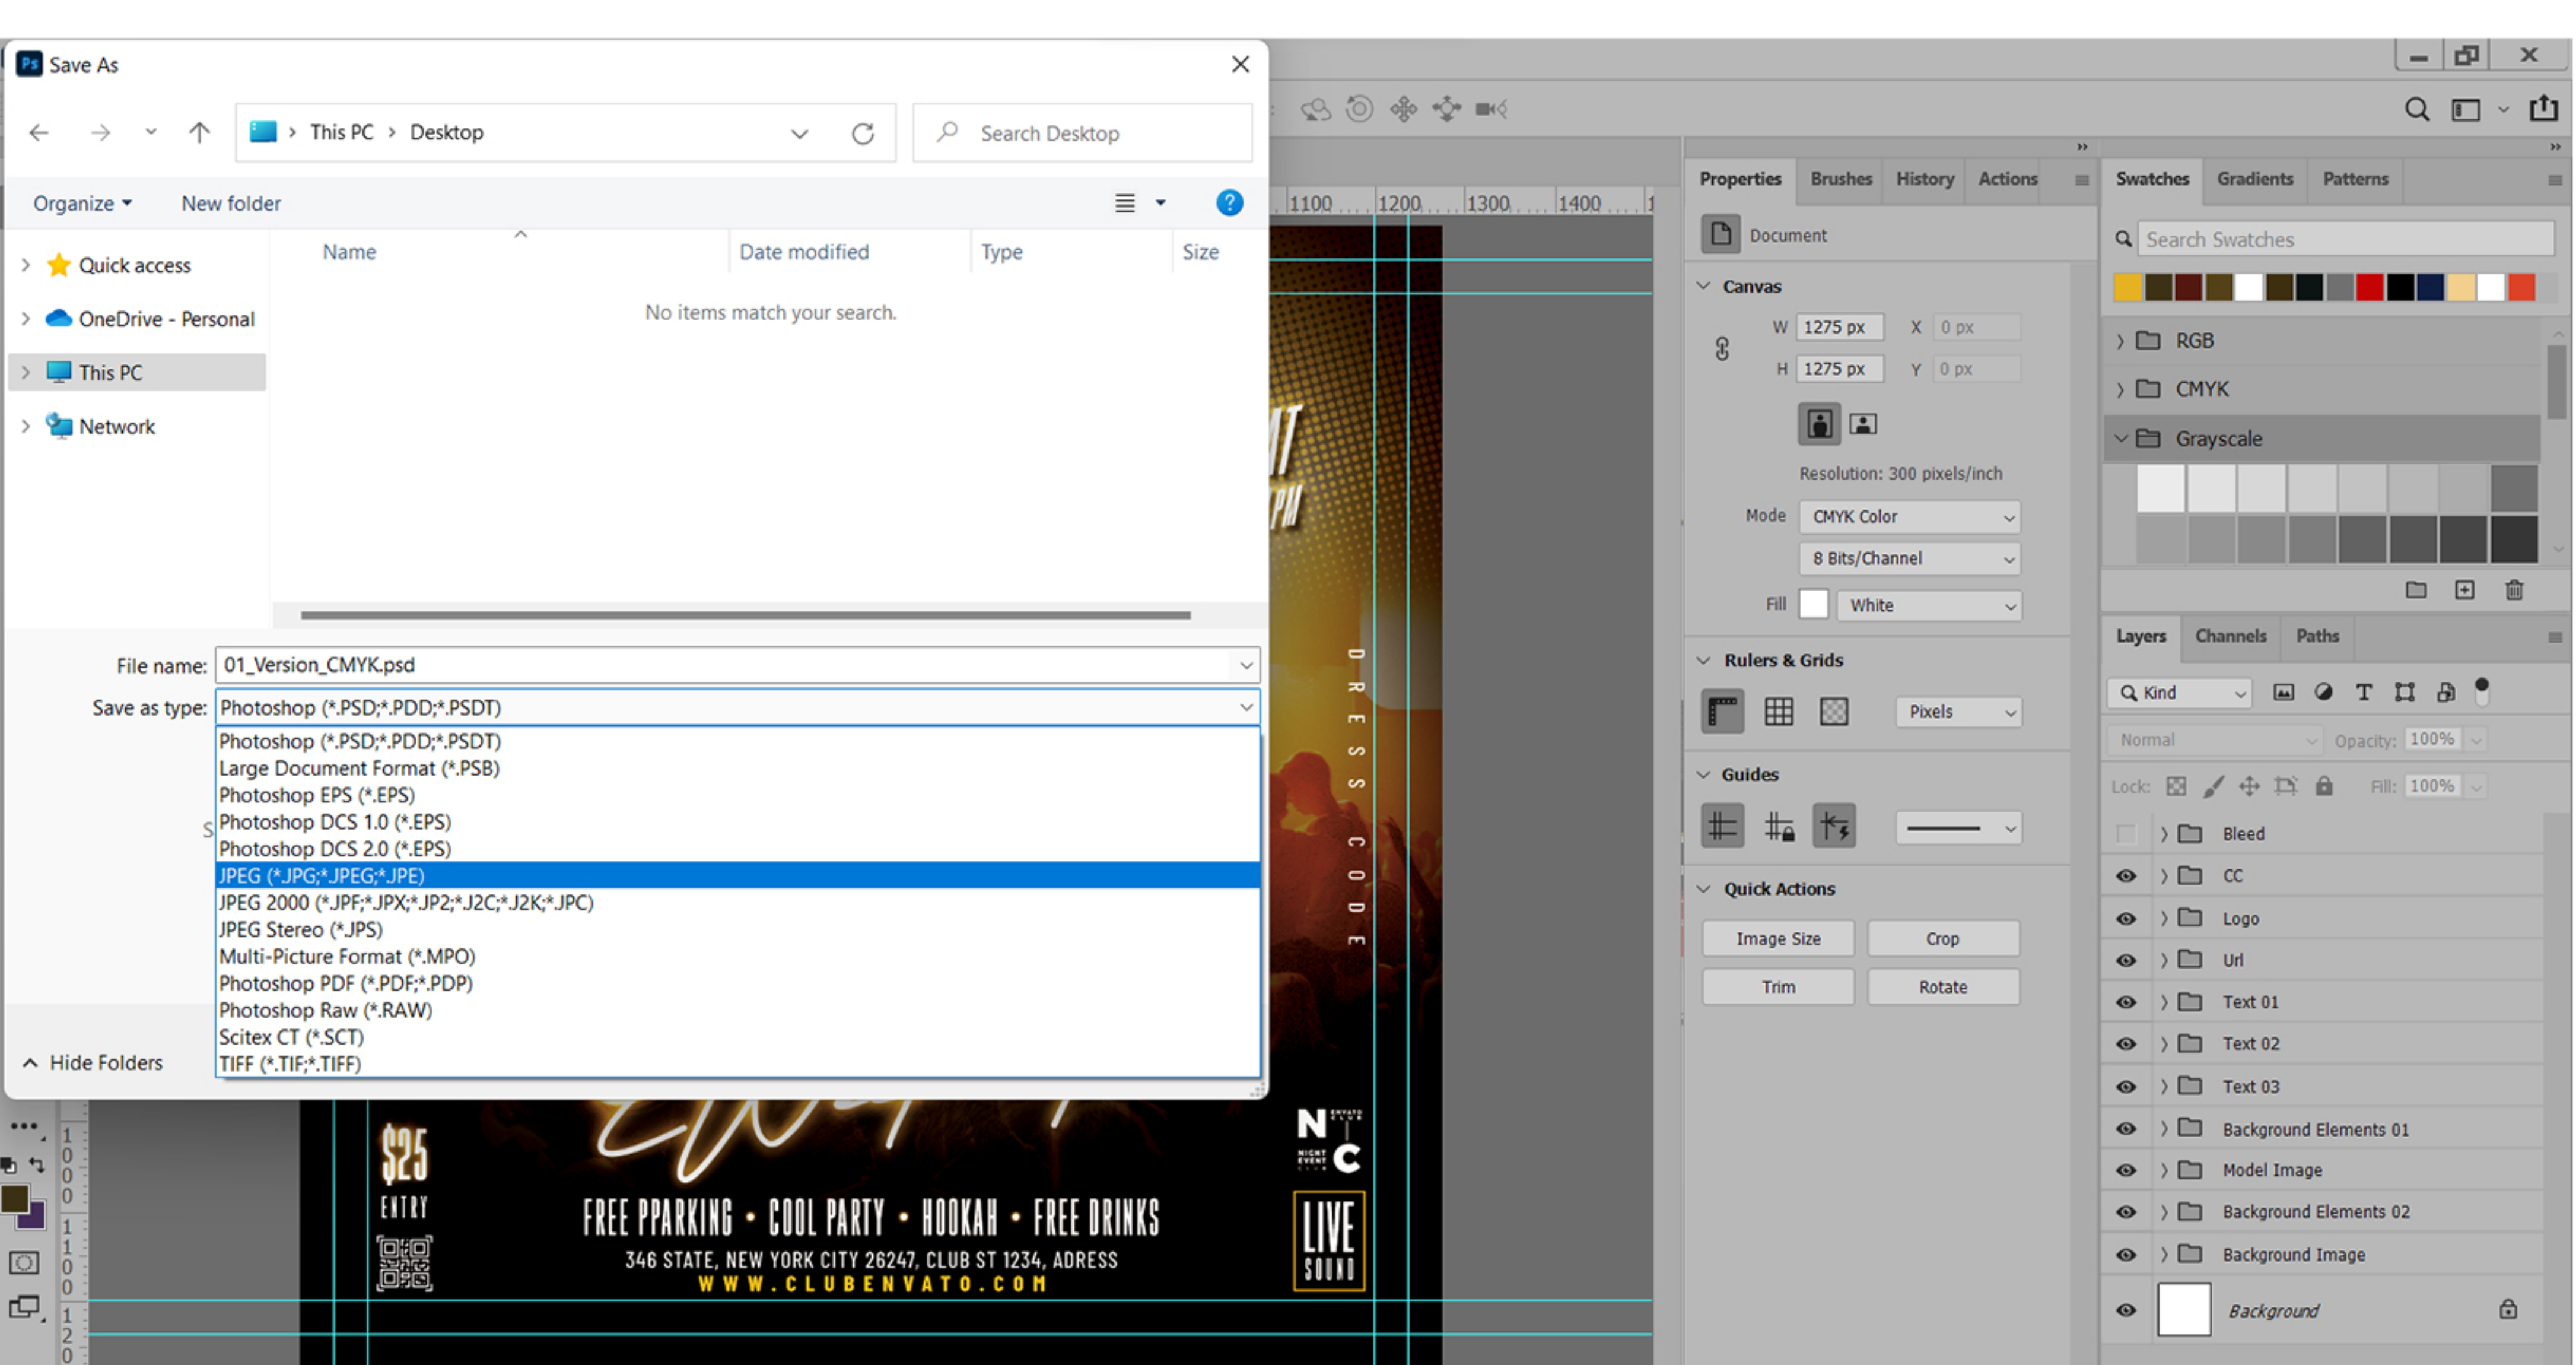 Ps Save As
This PC > Desktop
Search Desktop
Organize
New folder
Name
Date modified
Type
Size
Quick access
OneDrive - Personal
This PC
Network
No items match your search.
File name: 01_Version_CMYK.psd
Save as type: Photoshop (*.PSD;*.PDD;*.PSDT)
Photoshop (*.PSD;*.PDD;*.PSDT)
Large Document Format (*.PSB)
Photoshop EPS (*.EPS)
Photoshop DCS 1.0 (*.EPS)
Photoshop DCS 2.0 (*.EPS)
JPEG (*.JPG;*.JPEG;*.JPE)
JPEG 2000 (*.JPF;*.JPX;*.JP2;*.J2C;*.J2K;*.JPC)
JPEG Stereo (*.JPS)
Multi-Picture Format (*.MPO)
Photoshop PDF (*.PDF;*.PDP)
Photoshop Raw (*.RAW)
Scitex CT (*.SCT)
TIFF (*.TIF;*.TIFF)
Hide Folders
1100 1200 1300 1400
DRESS CODE
$25
ENTRY
FREE PPARKING • COOL PARTY • HOOKAH • FREE DRINKS
346 STATE, NEW YORK CITY 26247, CLUB ST 1234, ADRESS
WWW.CLUBENVATO.COM
N ENVATO CLUB
NIGHT EVENT C
LIVE
SOUND
Properties Brushes History Actions
Document
Canvas
W 1275 px X 0 px
H 1275 px Y 0 px
Resolution: 300 pixels/inch
Mode CMYK Color
8 Bits/Channel
Fill White
Rulers & Grids
Pixels
Guides
Quick Actions
Image Size Crop
Trim Rotate
Swatches Gradients Patterns
Search Swatches
RGB
CMYK
Grayscale
Layers Channels Paths
Kind
Normal Opacity: 100%
Lock: Fill: 100%
Bleed
CC
Logo
Url
Text 01
Text 02
Text 03
Background Elements 01
Model Image
Background Elements 02
Background Image
Background